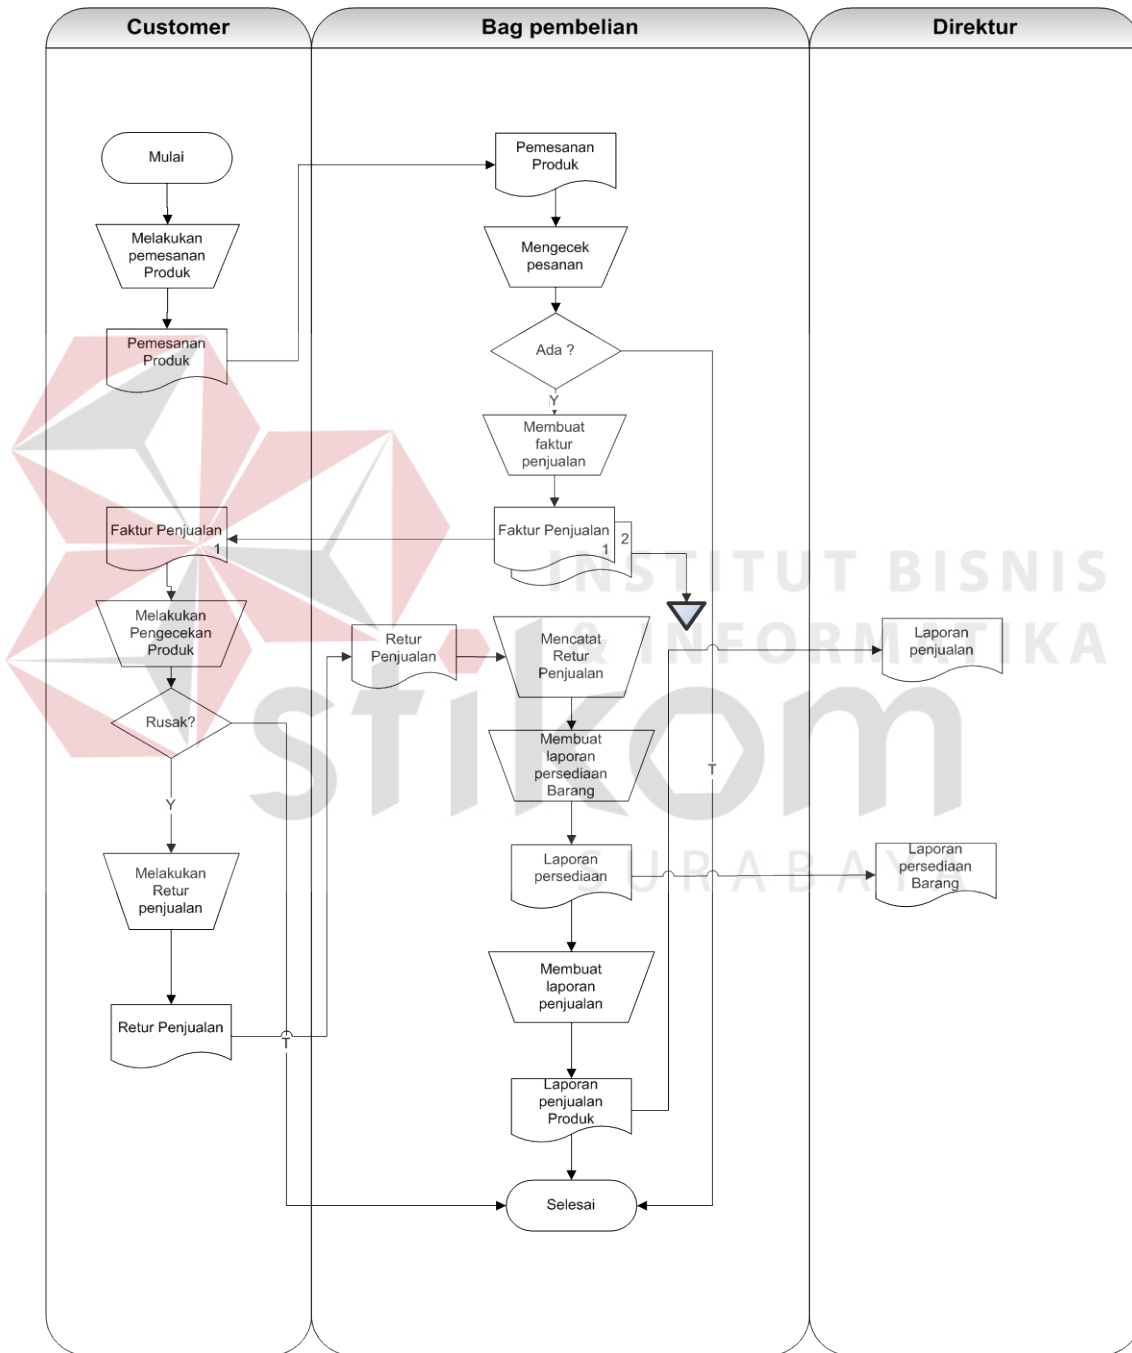 Customer
Bag pembelian
Direktur
Mulai
Melakukan
pemesanan
Produk
Pemesanan
Produk
Pemesanan
Produk
Mengecek
pesanan
Ada ?
Y
Membuat
faktur
penjualan
Faktur Penjualan
1
2
Faktur Penjualan
1
Melakukan
Pengecekan
Produk
Rusak?
Y
Melakukan
Retur
penjualan
Retur Penjualan
T
Retur
Penjualan
Mencatat
Retur
Penjualan
Membuat
laporan
persediaan
Barang
Laporan
persediaan
Membuat
laporan
penjualan
Laporan
penjualan
Produk
Selesai
T
Laporan
penjualan
Laporan
persediaan
Barang
INSTITUT BISNIS
& INFORMATIKA
stikom
SURABAYA